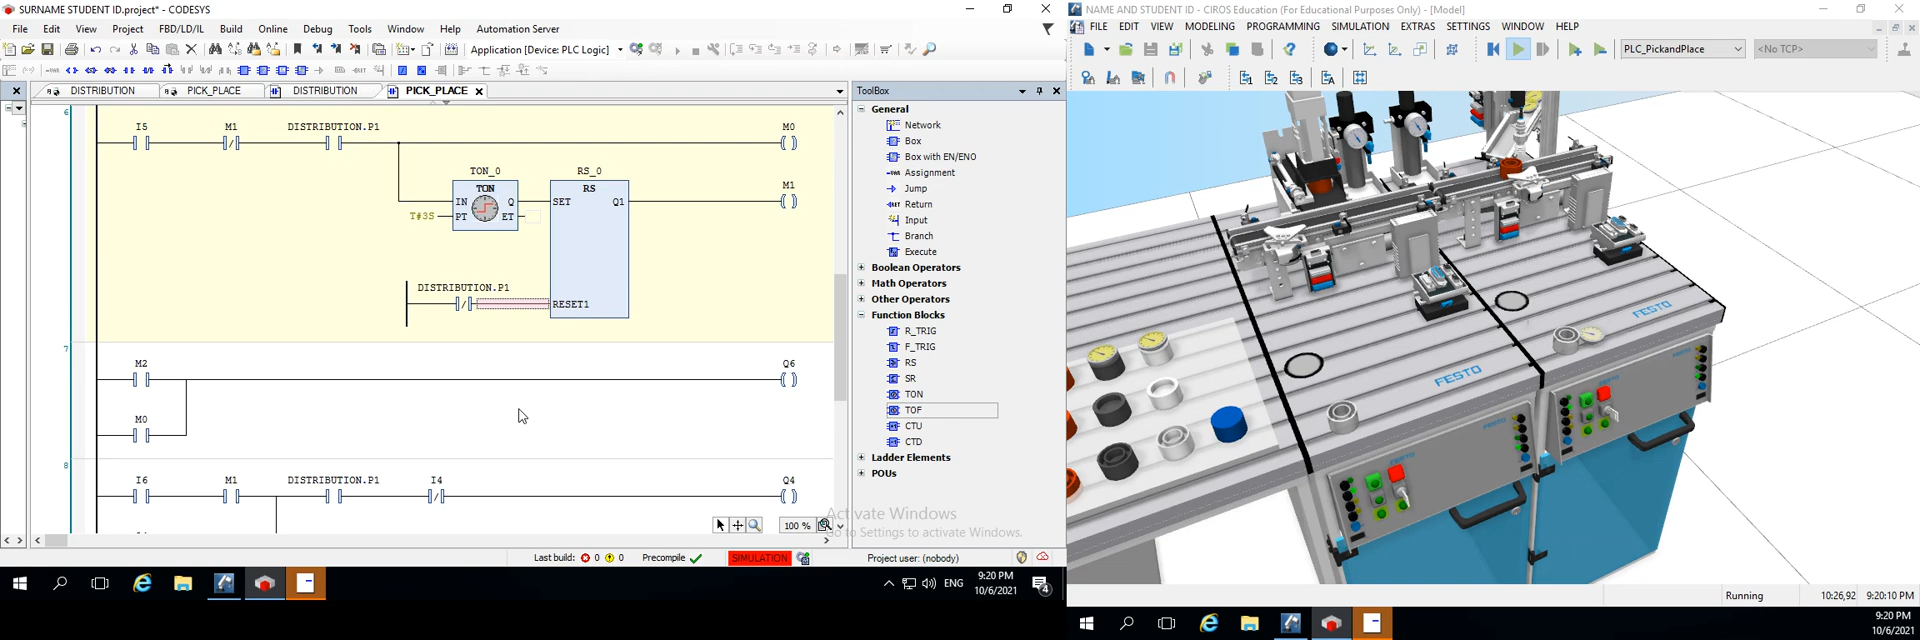 SURNAME STUDENT ID.project* - CODESYS
File Edit View Project FBD/LD/IL Build Online Debug Tools Window Help Automation Server
Application [Device: PLC Logic]
DISTRIBUTION PICK_PLACE DISTRIBUTION PICK_PLACE
6
I5 M1 DISTRIBUTION.P1 M0
TON_0 RS_0
TON RS M1
IN Q SET Q1
T#3S PT ET
DISTRIBUTION.P1
RESET1
7
M2 Q6
M0
8
I6 M1 DISTRIBUTION.P1 I4 Q4
100 %
ToolBox
General
Network
Box
Box with EN/ENO
Assignment
Jump
Return
Input
Branch
Execute
Boolean Operators
Math Operators
Other Operators
Function Blocks
R_TRIG
F_TRIG
RS
SR
TON
TOF
CTU
CTD
Ladder Elements
POUs
Activate Windows
Go to Settings to activate Windows.
Last build: 0 0 Precompile SIMULATION Project user: (nobody)
ENG
9:20 PM
10/6/2021
4
NAME AND STUDENT ID - CIROS Education (For Educational Purposes Only) - [Model]
FILE EDIT VIEW MODELING PROGRAMMING SIMULATION EXTRAS SETTINGS WINDOW HELP
PLC_PickandPlace <No TCP>
FESTO
FESTO
Running 10:26,92 9:20:10 PM
9:20 PM
10/6/2021